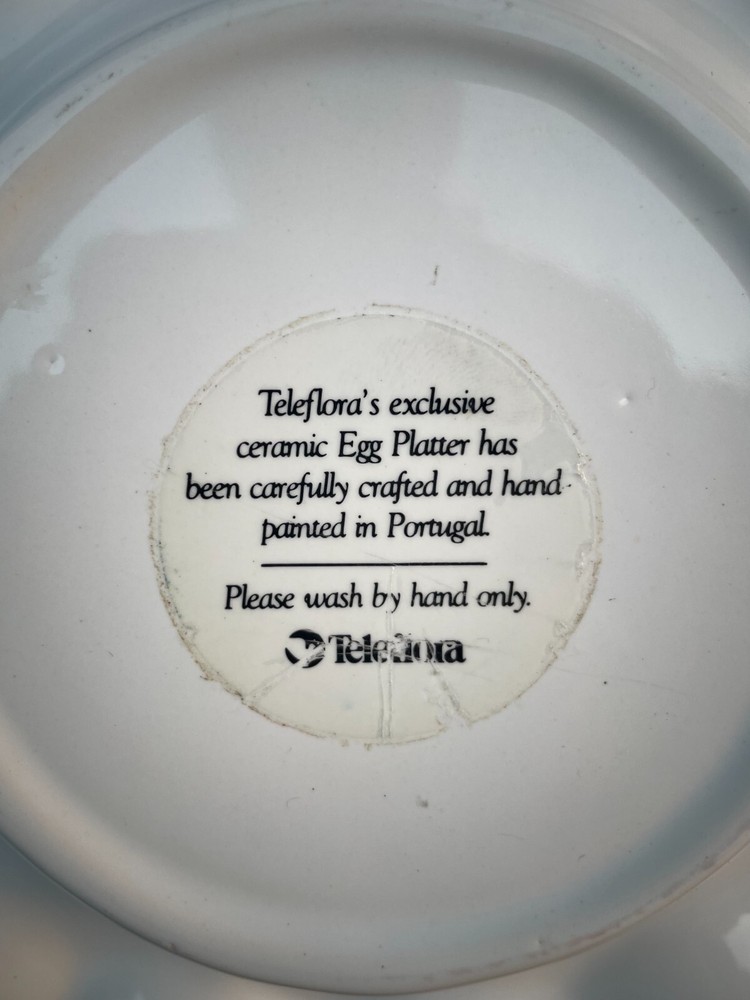 Teleflora's exclusive
ceramic Egg Platter has
been carefully crafted and hand
painted in Portugal.
Please wash by hand only.
Teleflora